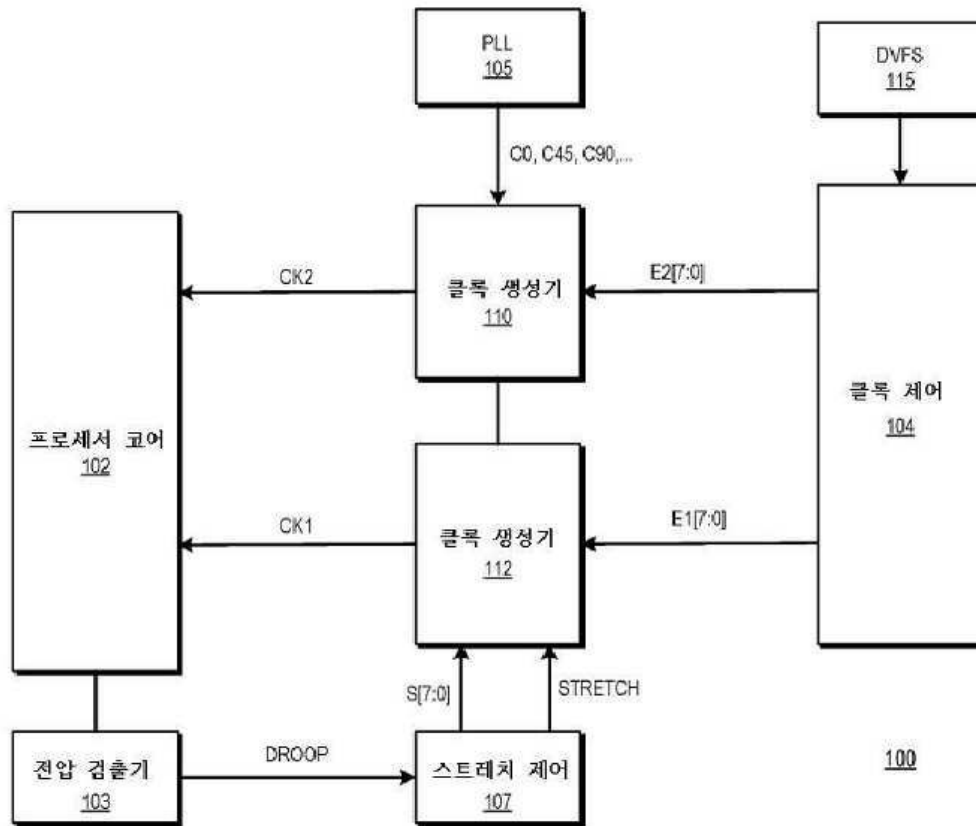 PLL
105
DVFS
115
C0, C45, C90,...
CK2
클록 생성기
110
E2[7:0]
클록 제어
104
프로세서 코어
102
CK1
클록 생성기
112
E1[7:0]
S[7:0]
STRETCH
전압 검출기
103
DROOP
스트레치 제어
107
100